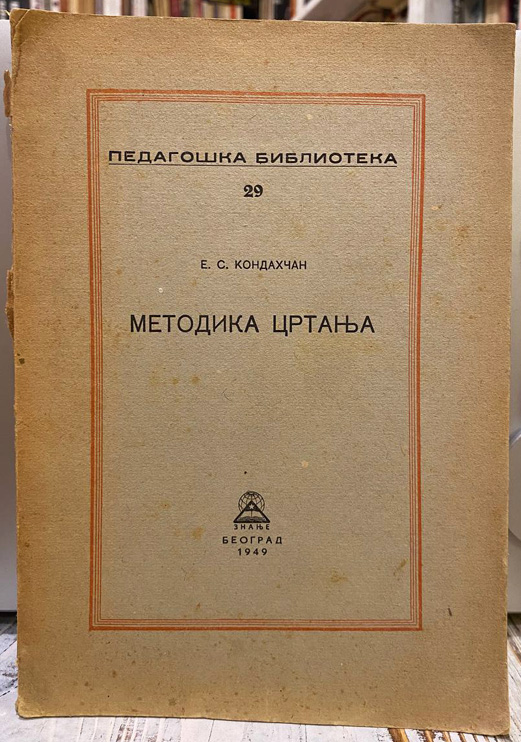 ПЕДАГОШКА БИБЛИОТЕКА
29
Е. С. КОНДАХЧАН
МЕТОДИКА ЦРТАЊА
ЗНАЊЕ
БЕОГРАД
1949